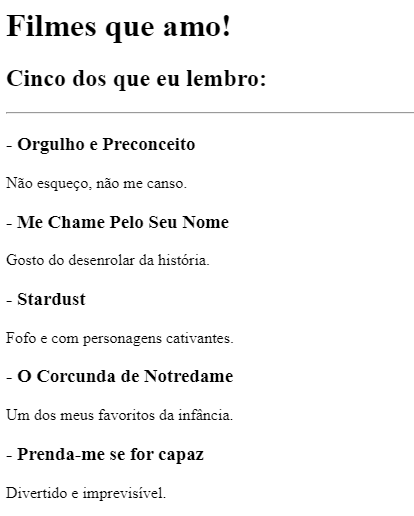 Filmes que amo!
Cinco dos que eu lembro:
- Orgulho e Preconceito
Não esqueço, não me canso.
- Me Chame Pelo Seu Nome
Gosto do desenrolar da história.
- Stardust
Fofo e com personagens cativantes.
- O Corcunda de Notredame
Um dos meus favoritos da infância.
- Prenda-me se for capaz
Divertido e imprevisível.